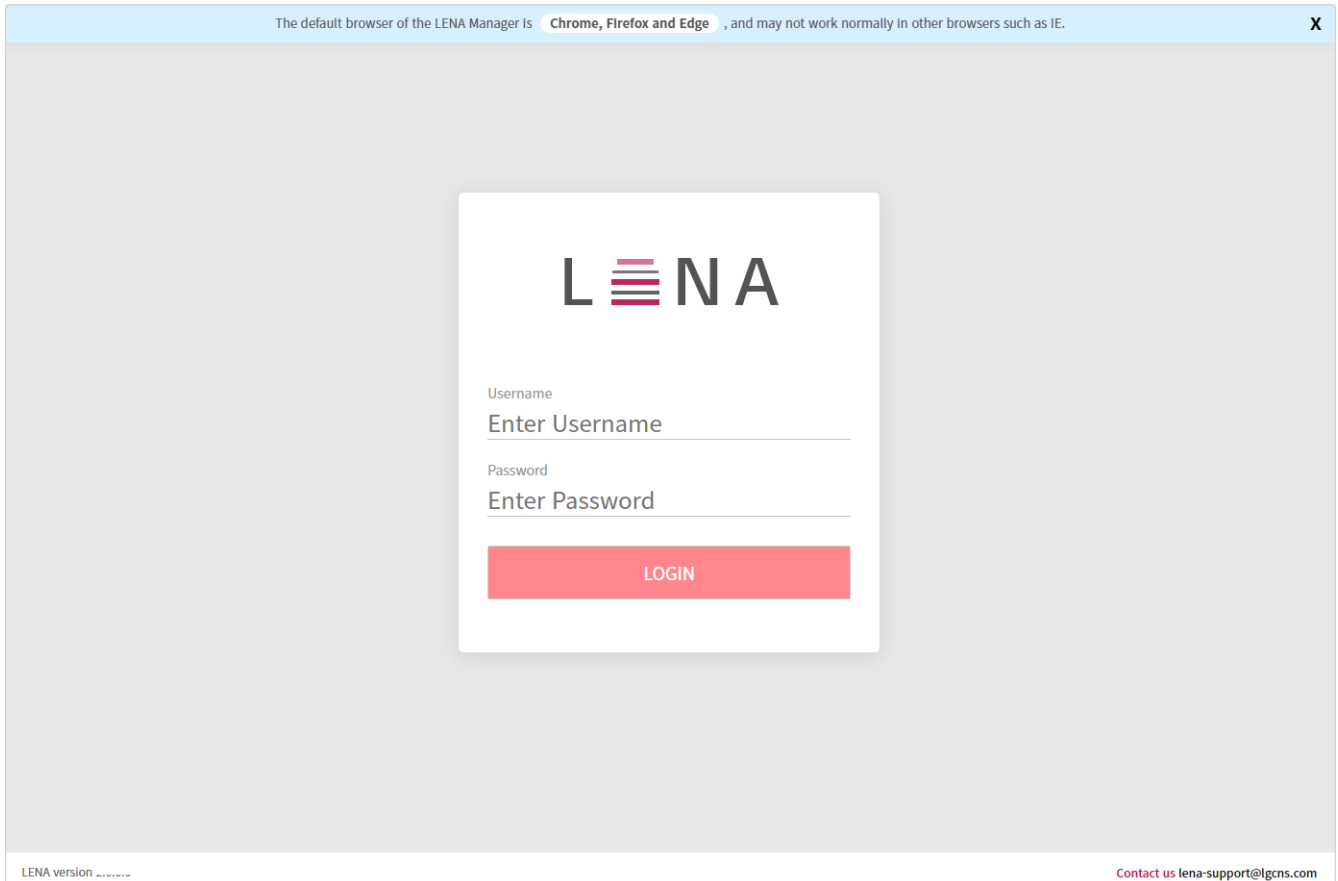 The default browser of the LENA Manager is Chrome, Firefox and Edge , and may not work normally in other browsers such as IE. X
LENA
Username
Enter Username
Password
Enter Password
LOGIN
LENA version
Contact us lena-support@lgcns.com